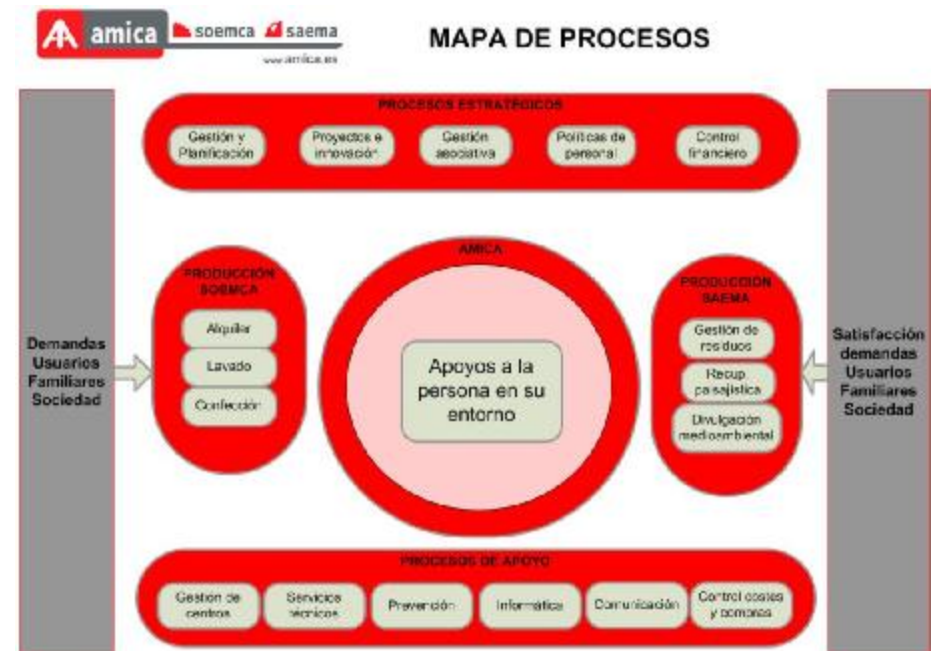 amica
soemca
saema
www.amica.es
MAPA DE PROCESOS
PROCESOS ESTRATÉGICOS
Gestión y
Planificación
Proyectos e
innovación
Gestión
asociativa
Políticas de
personal
Control
financiero
AMICA
PRODUCCIÓN
SOEMCA
Alquiler
Lavado
Confección
Apoyos a la
persona en su
entorno
PRODUCCIÓN
SAEMA
Gestión de
residuos
Recup.
paisajística
Divulgación
medioambiental
Demandas
Usuarios
Familiares
Sociedad
Satisfacción
demandas
Usuarios
Familiares
Sociedad
PROCESOS DE APOYO
Gestión de
centros
Servicios
técnicos
Prevención
Informática
Comunicación
Control costes
y compras